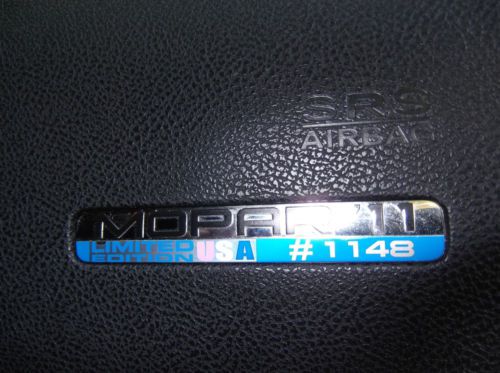 SRS
AIRBAG
MOPAR '11
LIMITED
EDITION USA # 1148